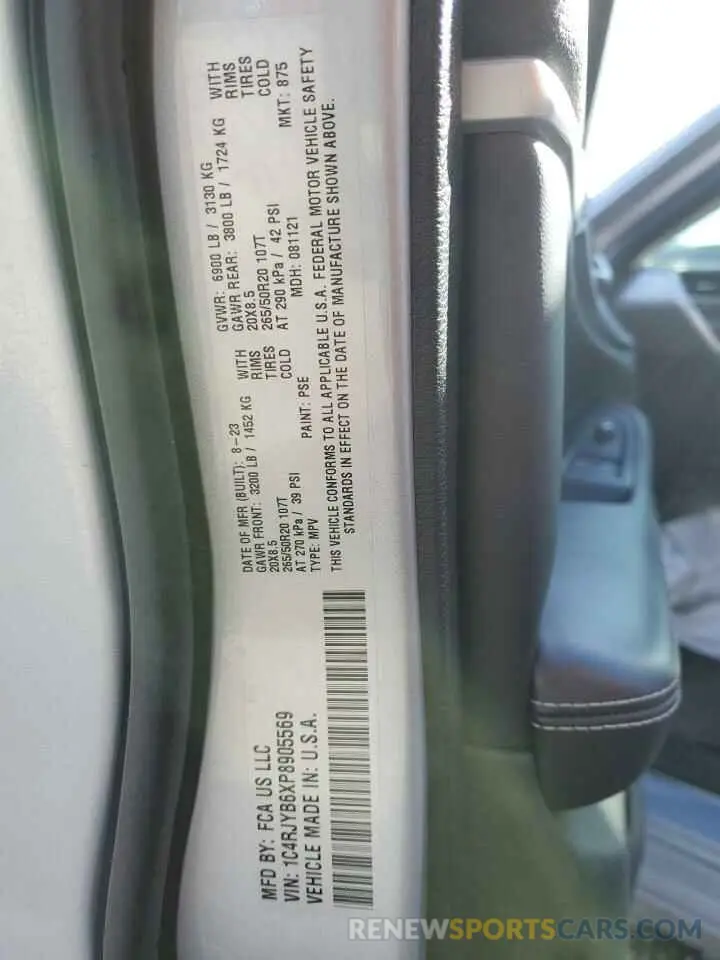 MFD BY: FCA US LLC
VIN: 1C4RJYB6XP8905569
VEHICLE MADE IN: U.S.A.
DATE OF MFR (BUILT): 8-23
GAWR FRONT: 3200 LB / 1452 KG WITH
20X8.5 RIMS
265/50R20 107T TIRES
AT 270 kPa / 39 PSI COLD
TYPE: MPV PAINT: PSE
GVWR: 6900 LB / 3130 KG
GAWR REAR: 3800 LB / 1724 KG WITH
20X8.5 RIMS
265/50R20 107T TIRES
AT 290 kPa / 42 PSI COLD
MDH: 081121 MKT: 875
THIS VEHICLE CONFORMS TO ALL APPLICABLE U.S.A. FEDERAL MOTOR VEHICLE SAFETY
STANDARDS IN EFFECT ON THE DATE OF MANUFACTURE SHOWN ABOVE.
RENEWSPORTSCARS.COM